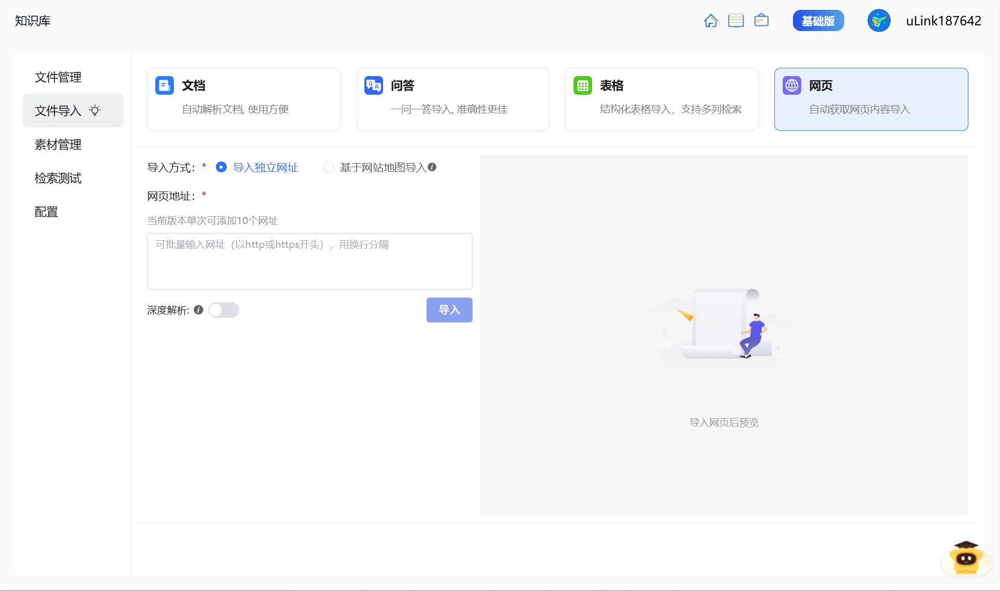 知识库
基础版
uLink187642
文件管理
文件导入
素材管理
检索测试
配置
文档
自动解析文档, 使用方便
问答
一问一答导入, 准确性更佳
表格
结构化表格导入，支持多列检索
网页
自动获取网页内容导入
导入方式： * 导入独立网址 基于网站地图导入
网页地址： *
当前版本单次可添加10个网址
可批量输入网址（以http或https开头），用换行分隔
深度解析:
导入
导入网页后预览